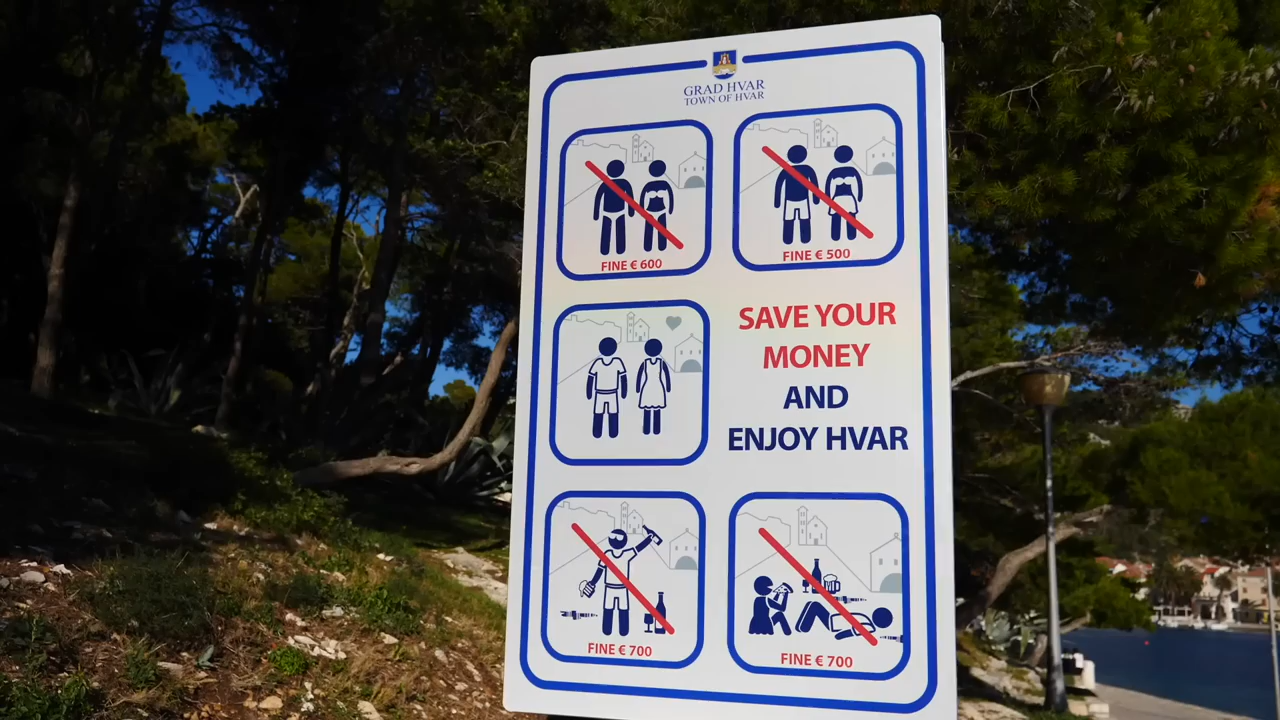 GRAD HVAR
TOWN OF HVAR
FINE € 600
FINE € 500
SAVE YOUR
MONEY
AND
ENJOY HVAR
FINE € 700
FINE € 700